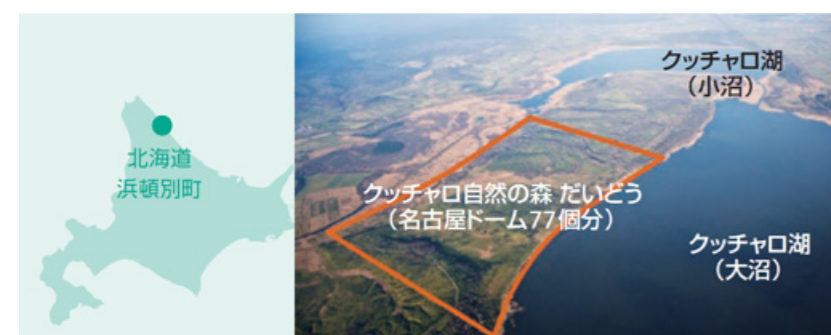 北海道
浜頓別町
クッチャロ湖
（小沼）
クッチャロ自然の森 だいどう
（名古屋ドーム77個分）
クッチャロ湖
（大沼）